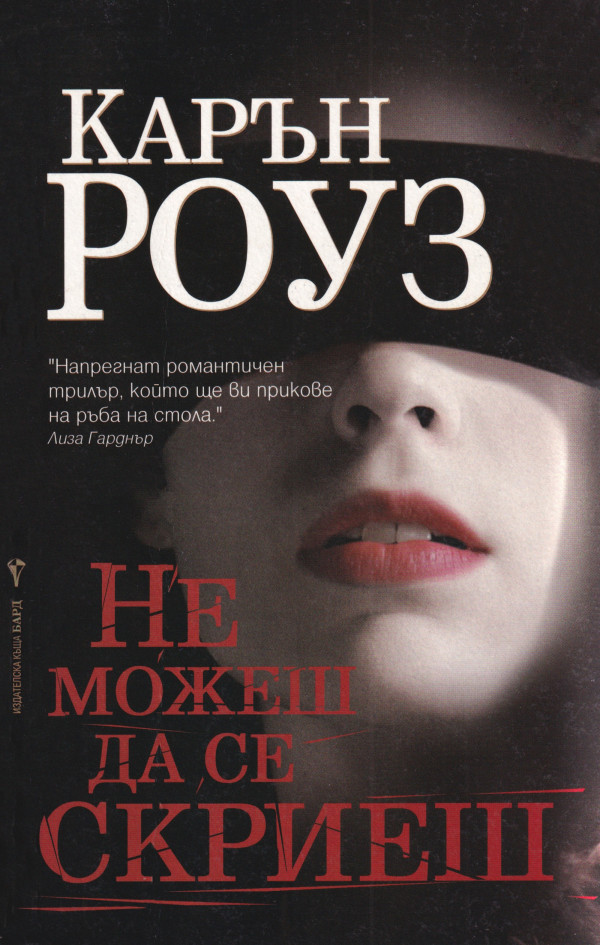 КАРЪН
РОУЗ
"Напрегнат романтичен
трилър, който ще ви прикове
на ръба на стола."
Лиза Гарднър
ИЗДАТЕЛСКА КЪЩА БАРД
НЕ
МОЖЕШ
ДА СЕ
СКРИЕШ